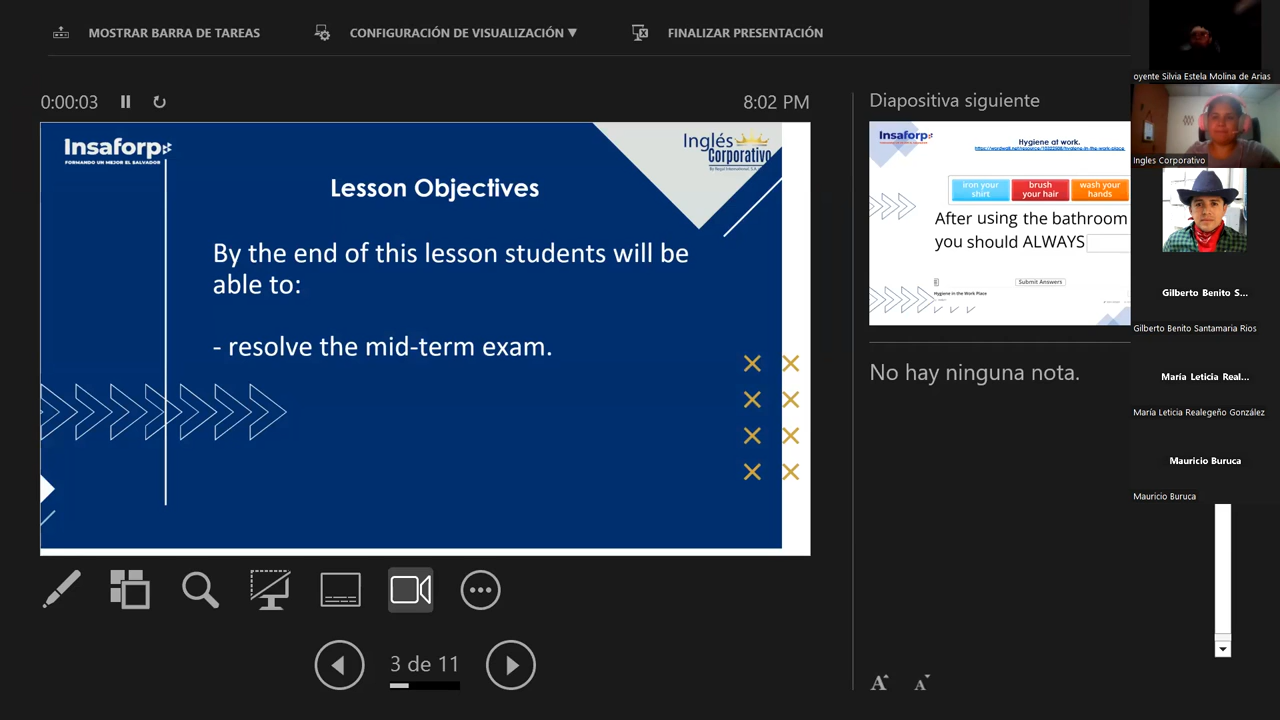 MOSTRAR BARRA DE TAREAS
CONFIGURACIÓN DE VISUALIZACIÓN ▼
FINALIZAR PRESENTACIÓN
0:00:03
8:02 PM
Insaforp
FORMANDO UN MEJOR EL SALVADOR
Inglés
Corporativo
Lesson Objectives
By the end of this lesson students will be
able to:
- resolve the mid-term exam.
3 de 11
Diapositiva siguiente
Insaforp
Hygiene at work.
iron your
shirt
brush
your hair
wash your
hands
After using the bathroom
you should ALWAYS
Submit Answers
Hygiene in the Work Place
No hay ninguna nota.
A A
oyente Silvia Estela Molina de Arias
Ingles Corporativo
Gilberto Benito S...
Gilberto Benito Santamaria Rios
María Leticia Real...
María Leticia Realegeño González
Mauricio Buruca
Mauricio Buruca